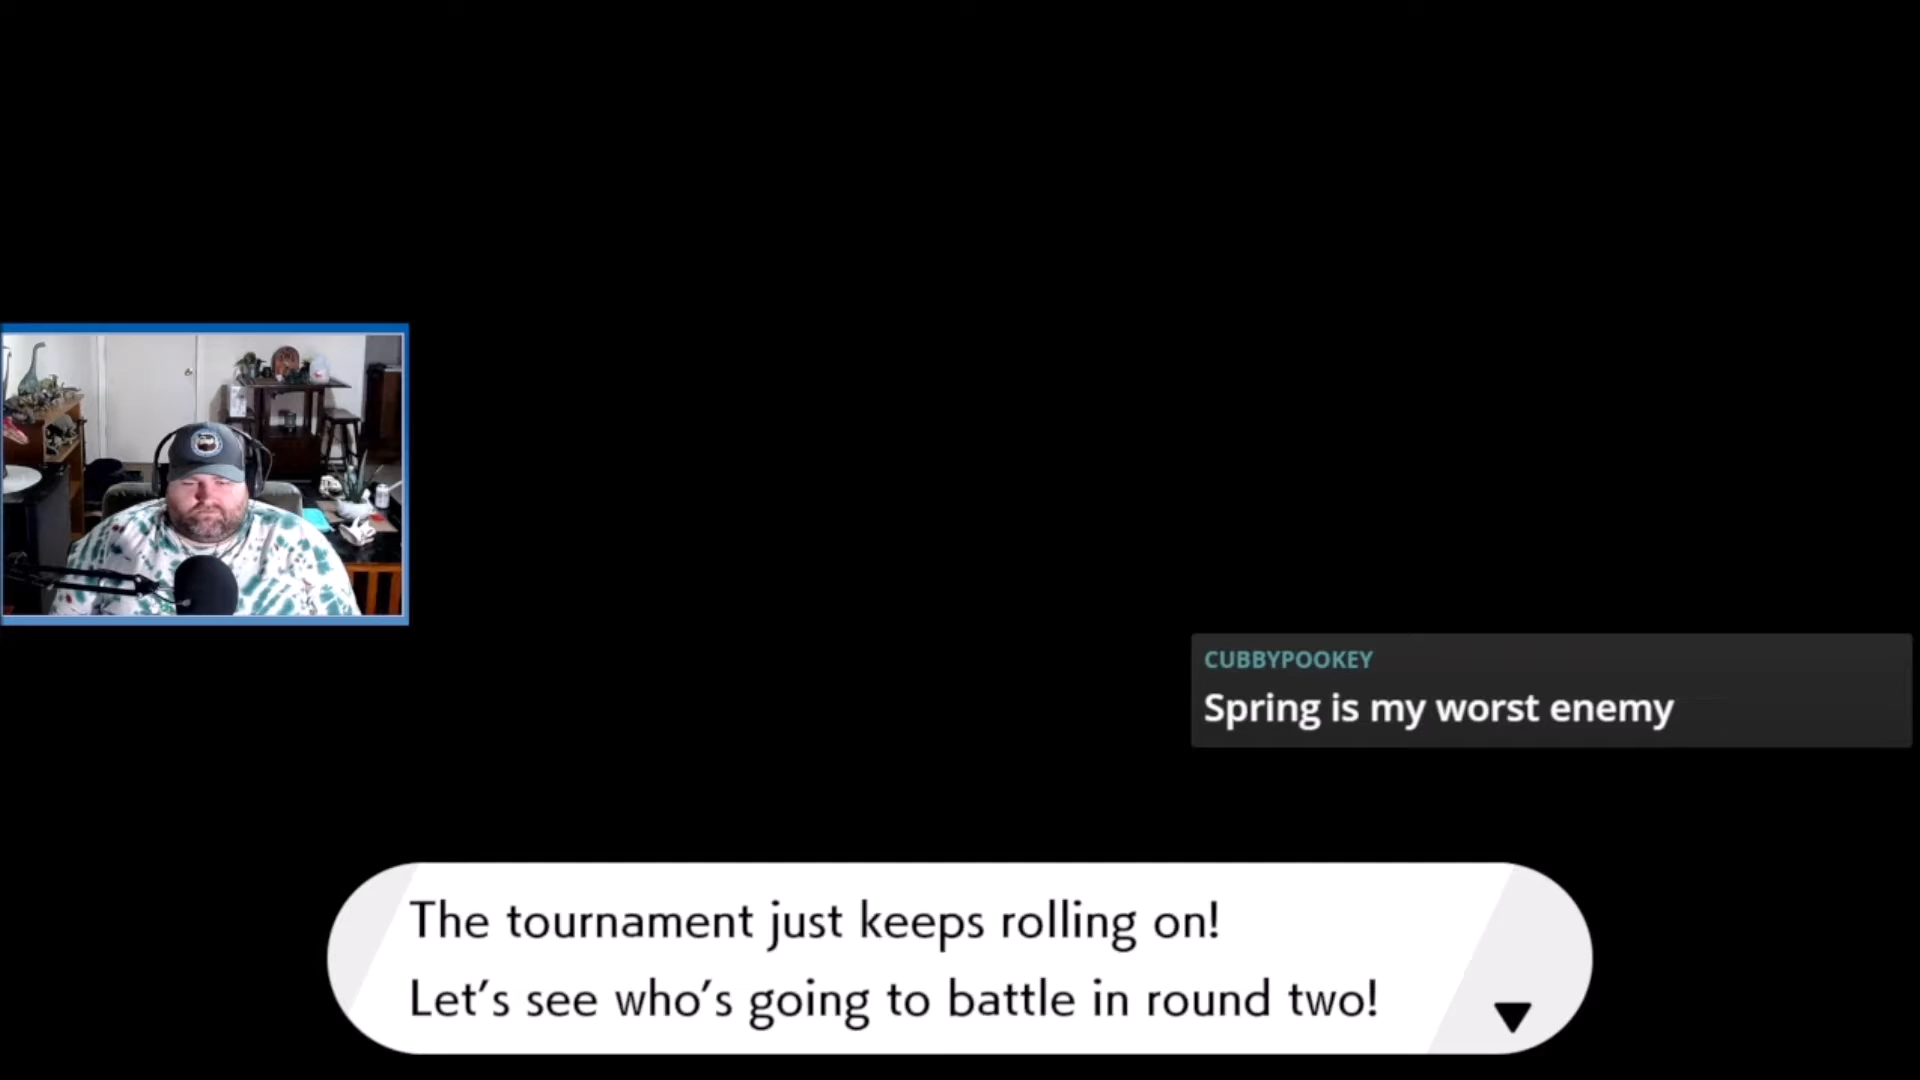 CUBBYPOOKEY
Spring is my worst enemy
The tournament just keeps rolling on!
Let's see who's going to battle in round two!